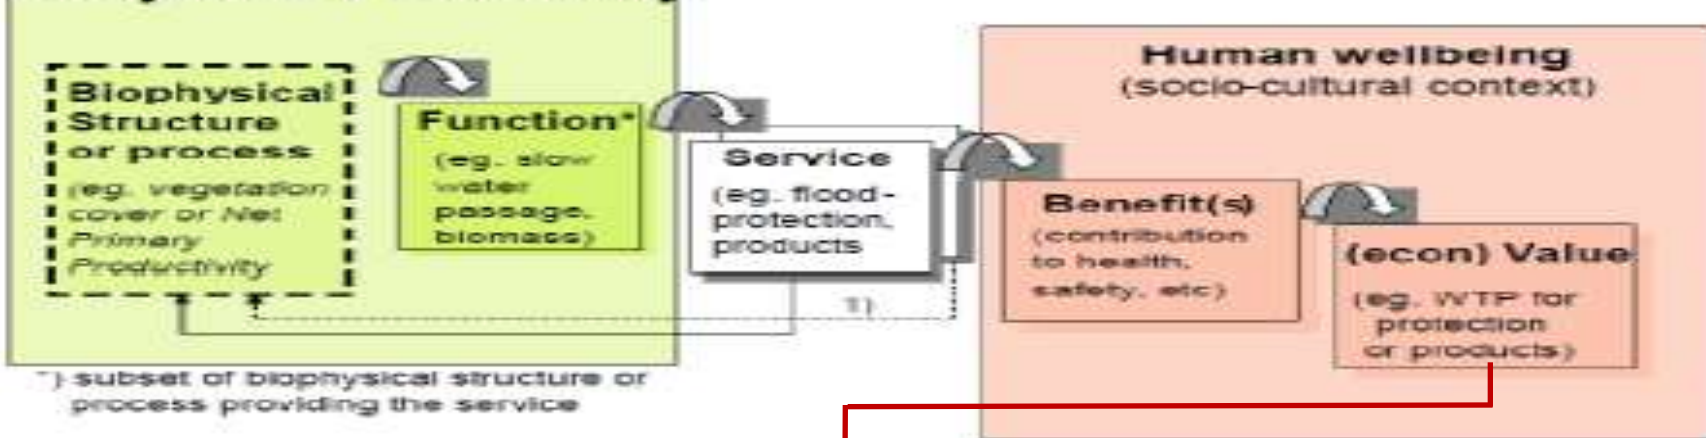 Biophysical
Structure
or process
(eg. vegetation
cover or Net
Primary
Productivity
Function*
(eg. slow
water
passage,
biomass)
Service
(eg. flood-
protection,
products
1)
Human wellbeing
(socio-cultural context)
Benefit(s)
(contribution
to health,
safety, etc)
(econ) Value
(eg. WTP for
protection
or products)
*) subset of biophysical structure or
process providing the service